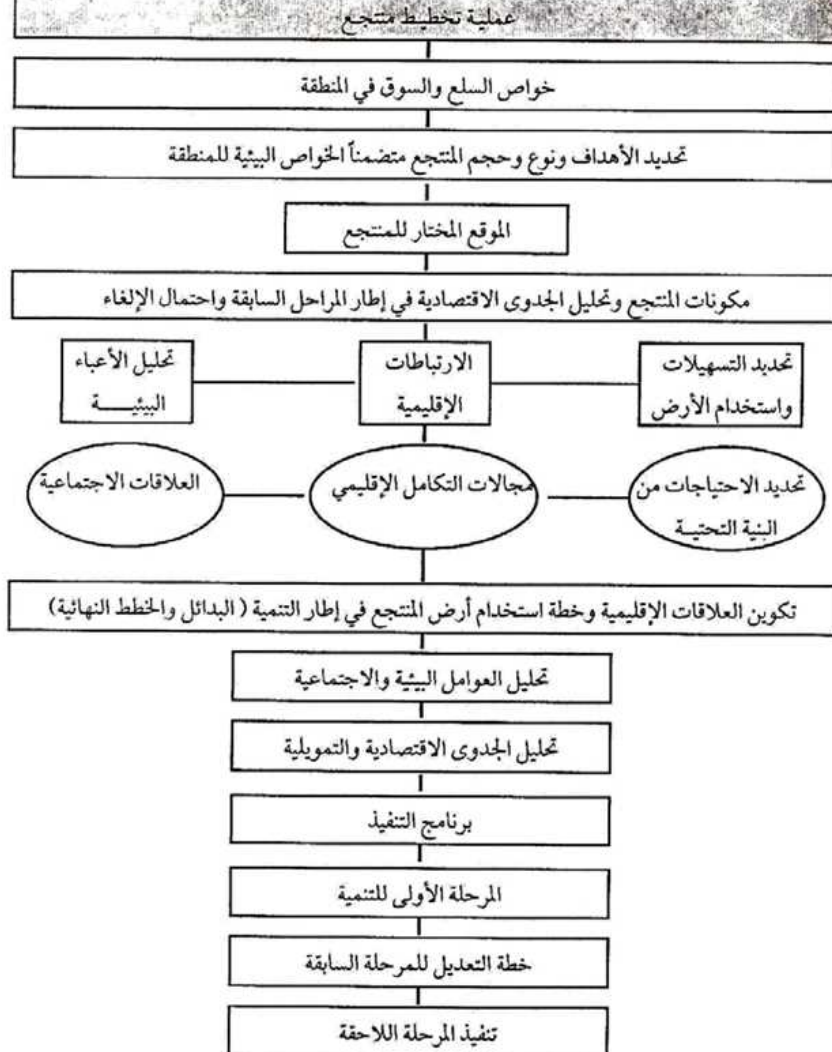 عملية تخطيط منتجع
خواص السلع والسوق في المنطقة
تحديد الأهداف ونوع وحجم المنتجع متضمناً الخواص البيئية للمنطقة
الموقع المختار للمنتجع
مكونات المنتجع وتحليل الجدوى الاقتصادية في إطار المراحل السابقة واحتمال الإلغاء
تحديد التسهيلات
واستخدام الأرض
الارتباطات
الإقليمية
تحليل الأعباء
البيئيـــــة
تحديد الاحتياجات من
البنية التحتيـة
مجالات التكامل الإقليمي
العلاقات الاجتماعية
تكوين العلاقات الإقليمية وخطة استخدام أرض المنتجع في إطار التنمية ( البدائل والخطط النهائية)
تحليل العوامل البيئية والاجتماعية
تحليل الجدوى الاقتصادية والتمويلية
برنامج التنفيذ
المرحلة الأولى للتنمية
خطة التعديل للمرحلة السابقة
تنفيذ المرحلة اللاحقة